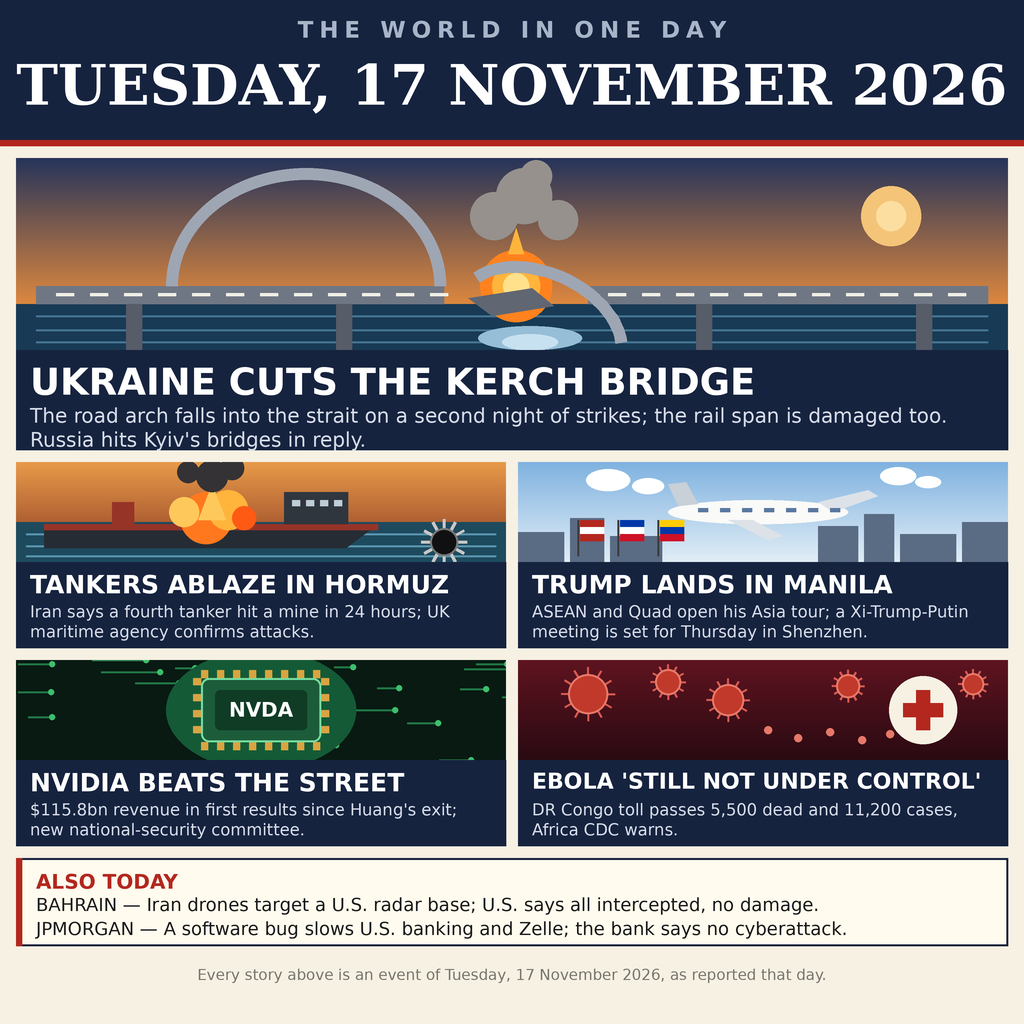 THE WORLD IN ONE DAY
TUESDAY, 17 NOVEMBER 2026
UKRAINE CUTS THE KERCH BRIDGE
The road arch falls into the strait on a second night of strikes; the rail span is damaged too.
Russia hits Kyiv's bridges in reply.
TANKERS ABLAZE IN HORMUZ
Iran says a fourth tanker hit a mine in 24 hours; UK
maritime agency confirms attacks.
TRUMP LANDS IN MANILA
ASEAN and Quad open his Asia tour; a Xi-Trump-Putin
meeting is set for Thursday in Shenzhen.
NVDA
NVIDIA BEATS THE STREET
$115.8bn revenue in first results since Huang's exit;
new national-security committee.
EBOLA 'STILL NOT UNDER CONTROL'
DR Congo toll passes 5,500 dead and 11,200 cases,
Africa CDC warns.
ALSO TODAY
BAHRAIN — Iran drones target a U.S. radar base; U.S. says all intercepted, no damage.
JPMORGAN — A software bug slows U.S. banking and Zelle; the bank says no cyberattack.
Every story above is an event of Tuesday, 17 November 2026, as reported that day.